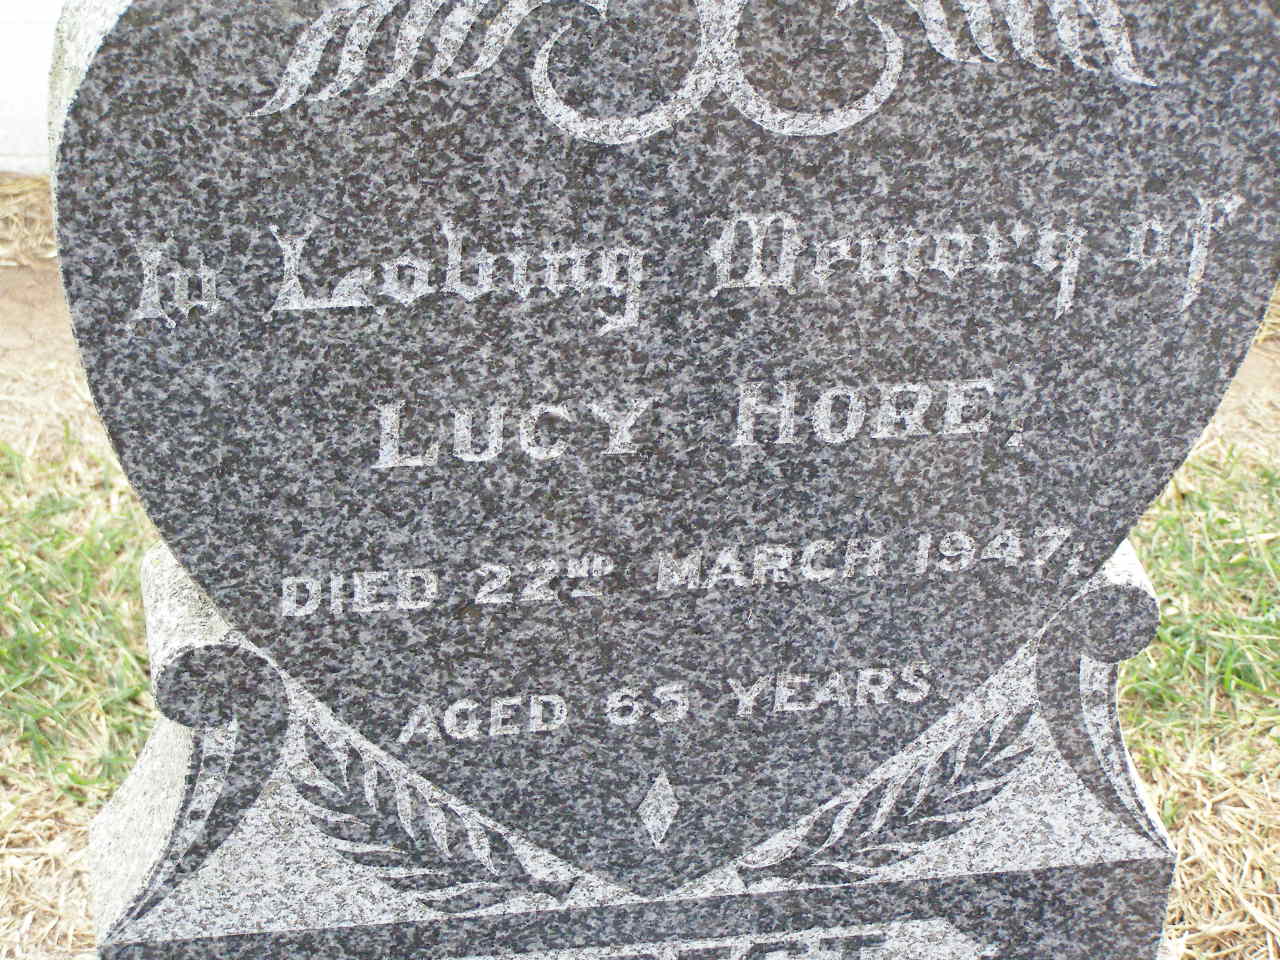 In Loving Memory of
LUCY HORE,
DIED 22ND MARCH 1947,
AGED 65 YEARS